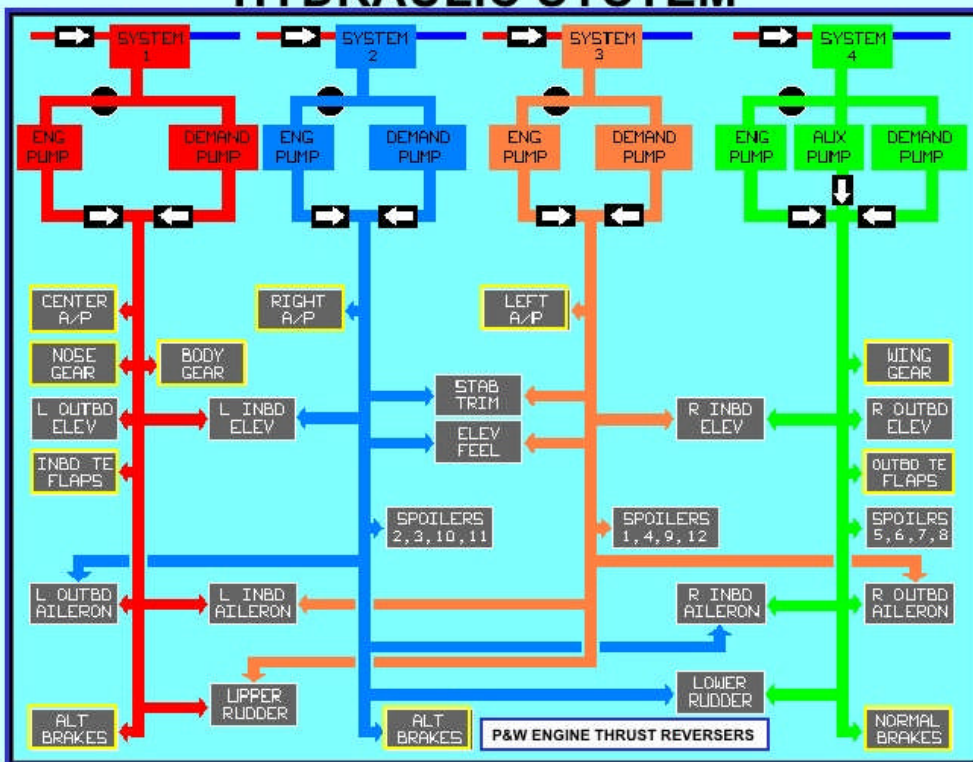 HYDRAULIC SYSTEM
SYSTEM
1
SYSTEM
2
SYSTEM
3
SYSTEM
4
ENG
PUMP
DEMAND
PUMP
ENG
PUMP
DEMAND
PUMP
ENG
PUMP
DEMAND
PUMP
ENG
PUMP
AUX
PUMP
DEMAND
PUMP
CENTER
A/P
RIGHT
A/P
LEFT
A/P
NOSE
GEAR
BODY
GEAR
WING
GEAR
STAB
TRIM
L OUTBD
ELEV
L INBD
ELEV
ELEV
FEEL
R INBD
ELEV
R OUTBD
ELEV
INBD TE
FLAPS
OUTBD TE
FLAPS
SPOILERS
2,3,10,11
SPOILERS
1,4,9,12
SPOILRS
5,6,7,8
L OUTBD
AILERON
L INBD
AILERON
R INBD
AILERON
R OUTBD
AILERON
UPPER
RUDDER
LOWER
RUDDER
ALT
BRAKES
ALT
BRAKES
P&W ENGINE THRUST REVERSERS
NORMAL
BRAKES